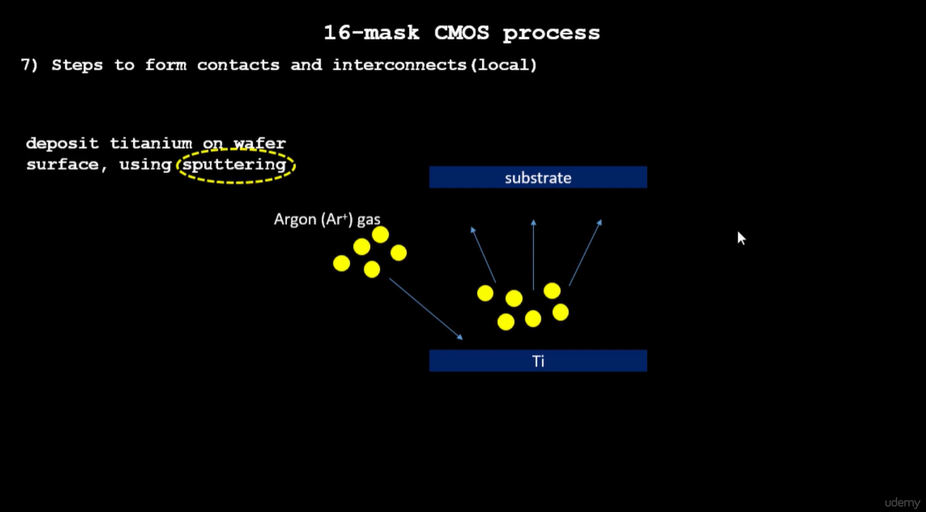 16-mask CMOS process
7) Steps to form contacts and interconnects(local)
deposit titanium on wafer
surface, using sputtering
substrate
Argon (Ar⁺) gas
Ti
udemy